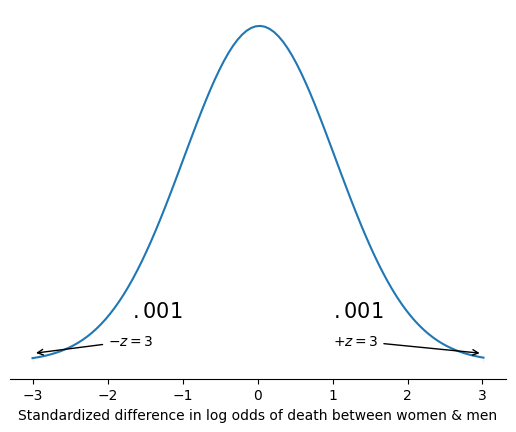 .001 .001
−z = 3 +z = 3
−3 −2 −1 0 1 2 3
Standardized difference in log odds of death between women & men